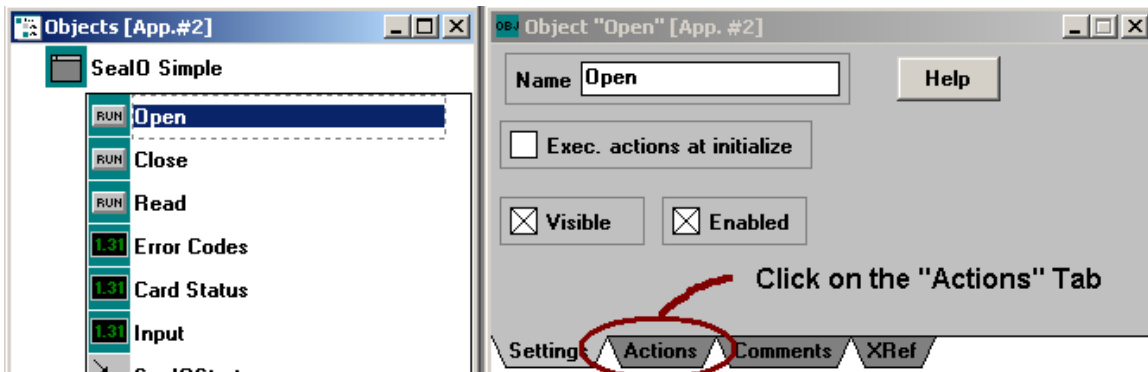 Objects [App.#2]
SealO Simple
RUN Open
RUN Close
RUN Read
1.31 Error Codes
1.31 Card Status
1.31 Input
OBJ Object "Open" [App. #2]
Name Open
Help
Exec. actions at initialize
Visible
Enabled
Click on the "Actions" Tab
Settings Actions Comments XRef